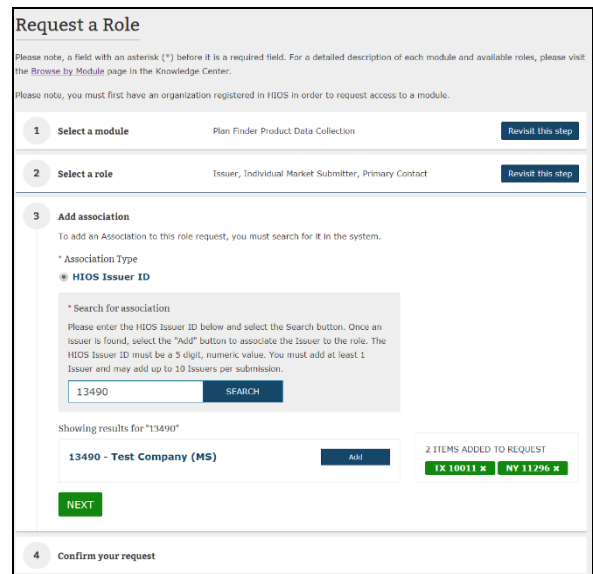 Request a Role
Please note, a field with an asterisk (*) before it is a required field. For a detailed description of each module and available roles, please visit
the Browse by Module page in the Knowledge Center.
Please note, you must first have an organization registered in HIOS in order to request access to a module.
1 Select a module Plan Finder Product Data Collection Revisit this step
2 Select a role Issuer, Individual Market Submitter, Primary Contact Revisit this step
3 Add association
To add an Association to this role request, you must search for it in the system.
* Association Type
HIOS Issuer ID
* Search for association
Please enter the HIOS Issuer ID below and select the Search button. Once an
issuer is found, select the "Add" button to associate the Issuer to the role. The
HIOS Issuer ID must be a 5 digit, numeric value. You must add at least 1
Issuer and may add up to 10 Issuers per submission.
13490 SEARCH
Showing results for "13490"
13490 - Test Company (MS) Add
2 ITEMS ADDED TO REQUEST
TX 10011 x NY 11296 x
NEXT
4 Confirm your request